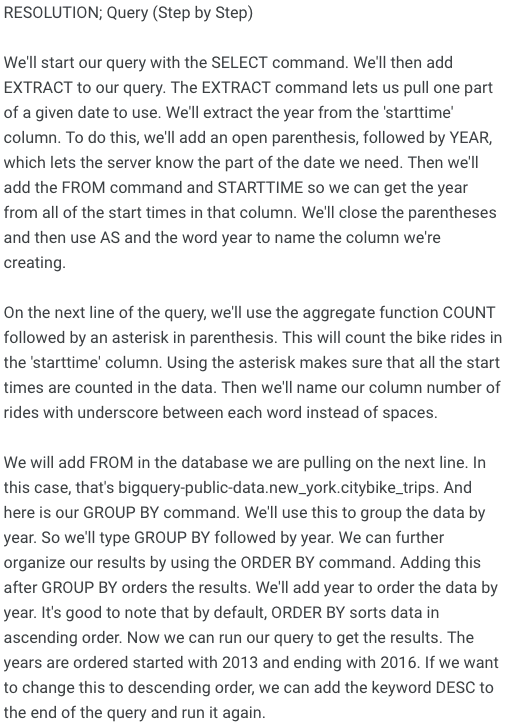 RESOLUTION; Query (Step by Step)
We'll start our query with the SELECT command. We'll then add
EXTRACT to our query. The EXTRACT command lets us pull one part
of a given date to use. We'll extract the year from the 'starttime'
column. To do this, we'll add an open parenthesis, followed by YEAR,
which lets the server know the part of the date we need. Then we'll
add the FROM command and STARTTIME so we can get the year
from all of the start times in that column. We'll close the parentheses
and then use AS and the word year to name the column we're
creating.
On the next line of the query, we'll use the aggregate function COUNT
followed by an asterisk in parenthesis. This will count the bike rides in
the 'starttime' column. Using the asterisk makes sure that all the start
times are counted in the data. Then we'll name our column number of
rides with underscore between each word instead of spaces.
We will add FROM in the database we are pulling on the next line. In
this case, that's bigquery-public-data.new_york.citybike_trips. And
here is our GROUP BY command. We'll use this to group the data by
year. So we'll type GROUP BY followed by year. We can further
organize our results by using the ORDER BY command. Adding this
after GROUP BY orders the results. We'll add year to order the data by
year. It's good to note that by default, ORDER BY sorts data in
ascending order. Now we can run our query to get the results. The
years are ordered started with 2013 and ending with 2016. If we want
to change this to descending order, we can add the keyword DESC to
the end of the query and run it again.